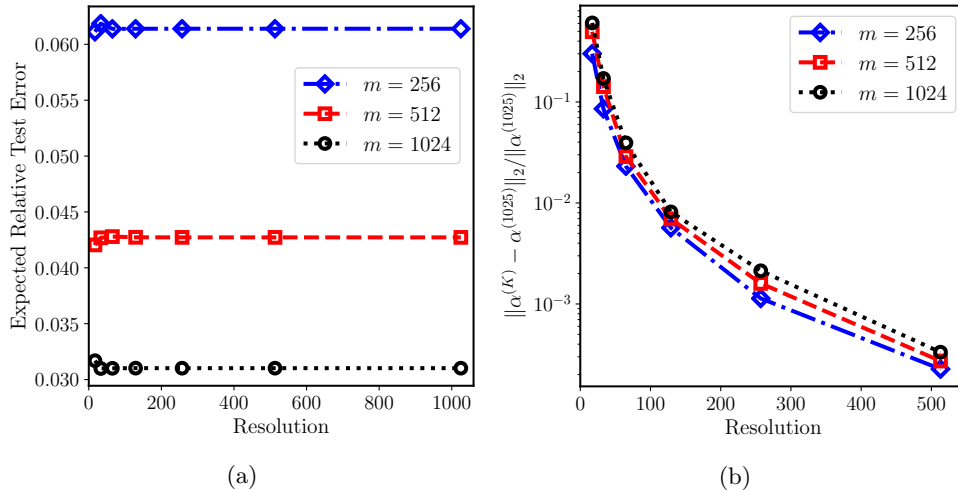 0.060
0.055
0.050
0.045
0.040
0.035
0.030
Expected Relative Test Error
m = 256
m = 512
m = 1024
0 200 400 600 800 1000
Resolution
(a)
10⁻¹
10⁻²
10⁻³
||α^(K) − α^(1025)||₂/||α^(1025)||₂
m = 256
m = 512
m = 1024
0 100 200 300 400 500
Resolution
(b)